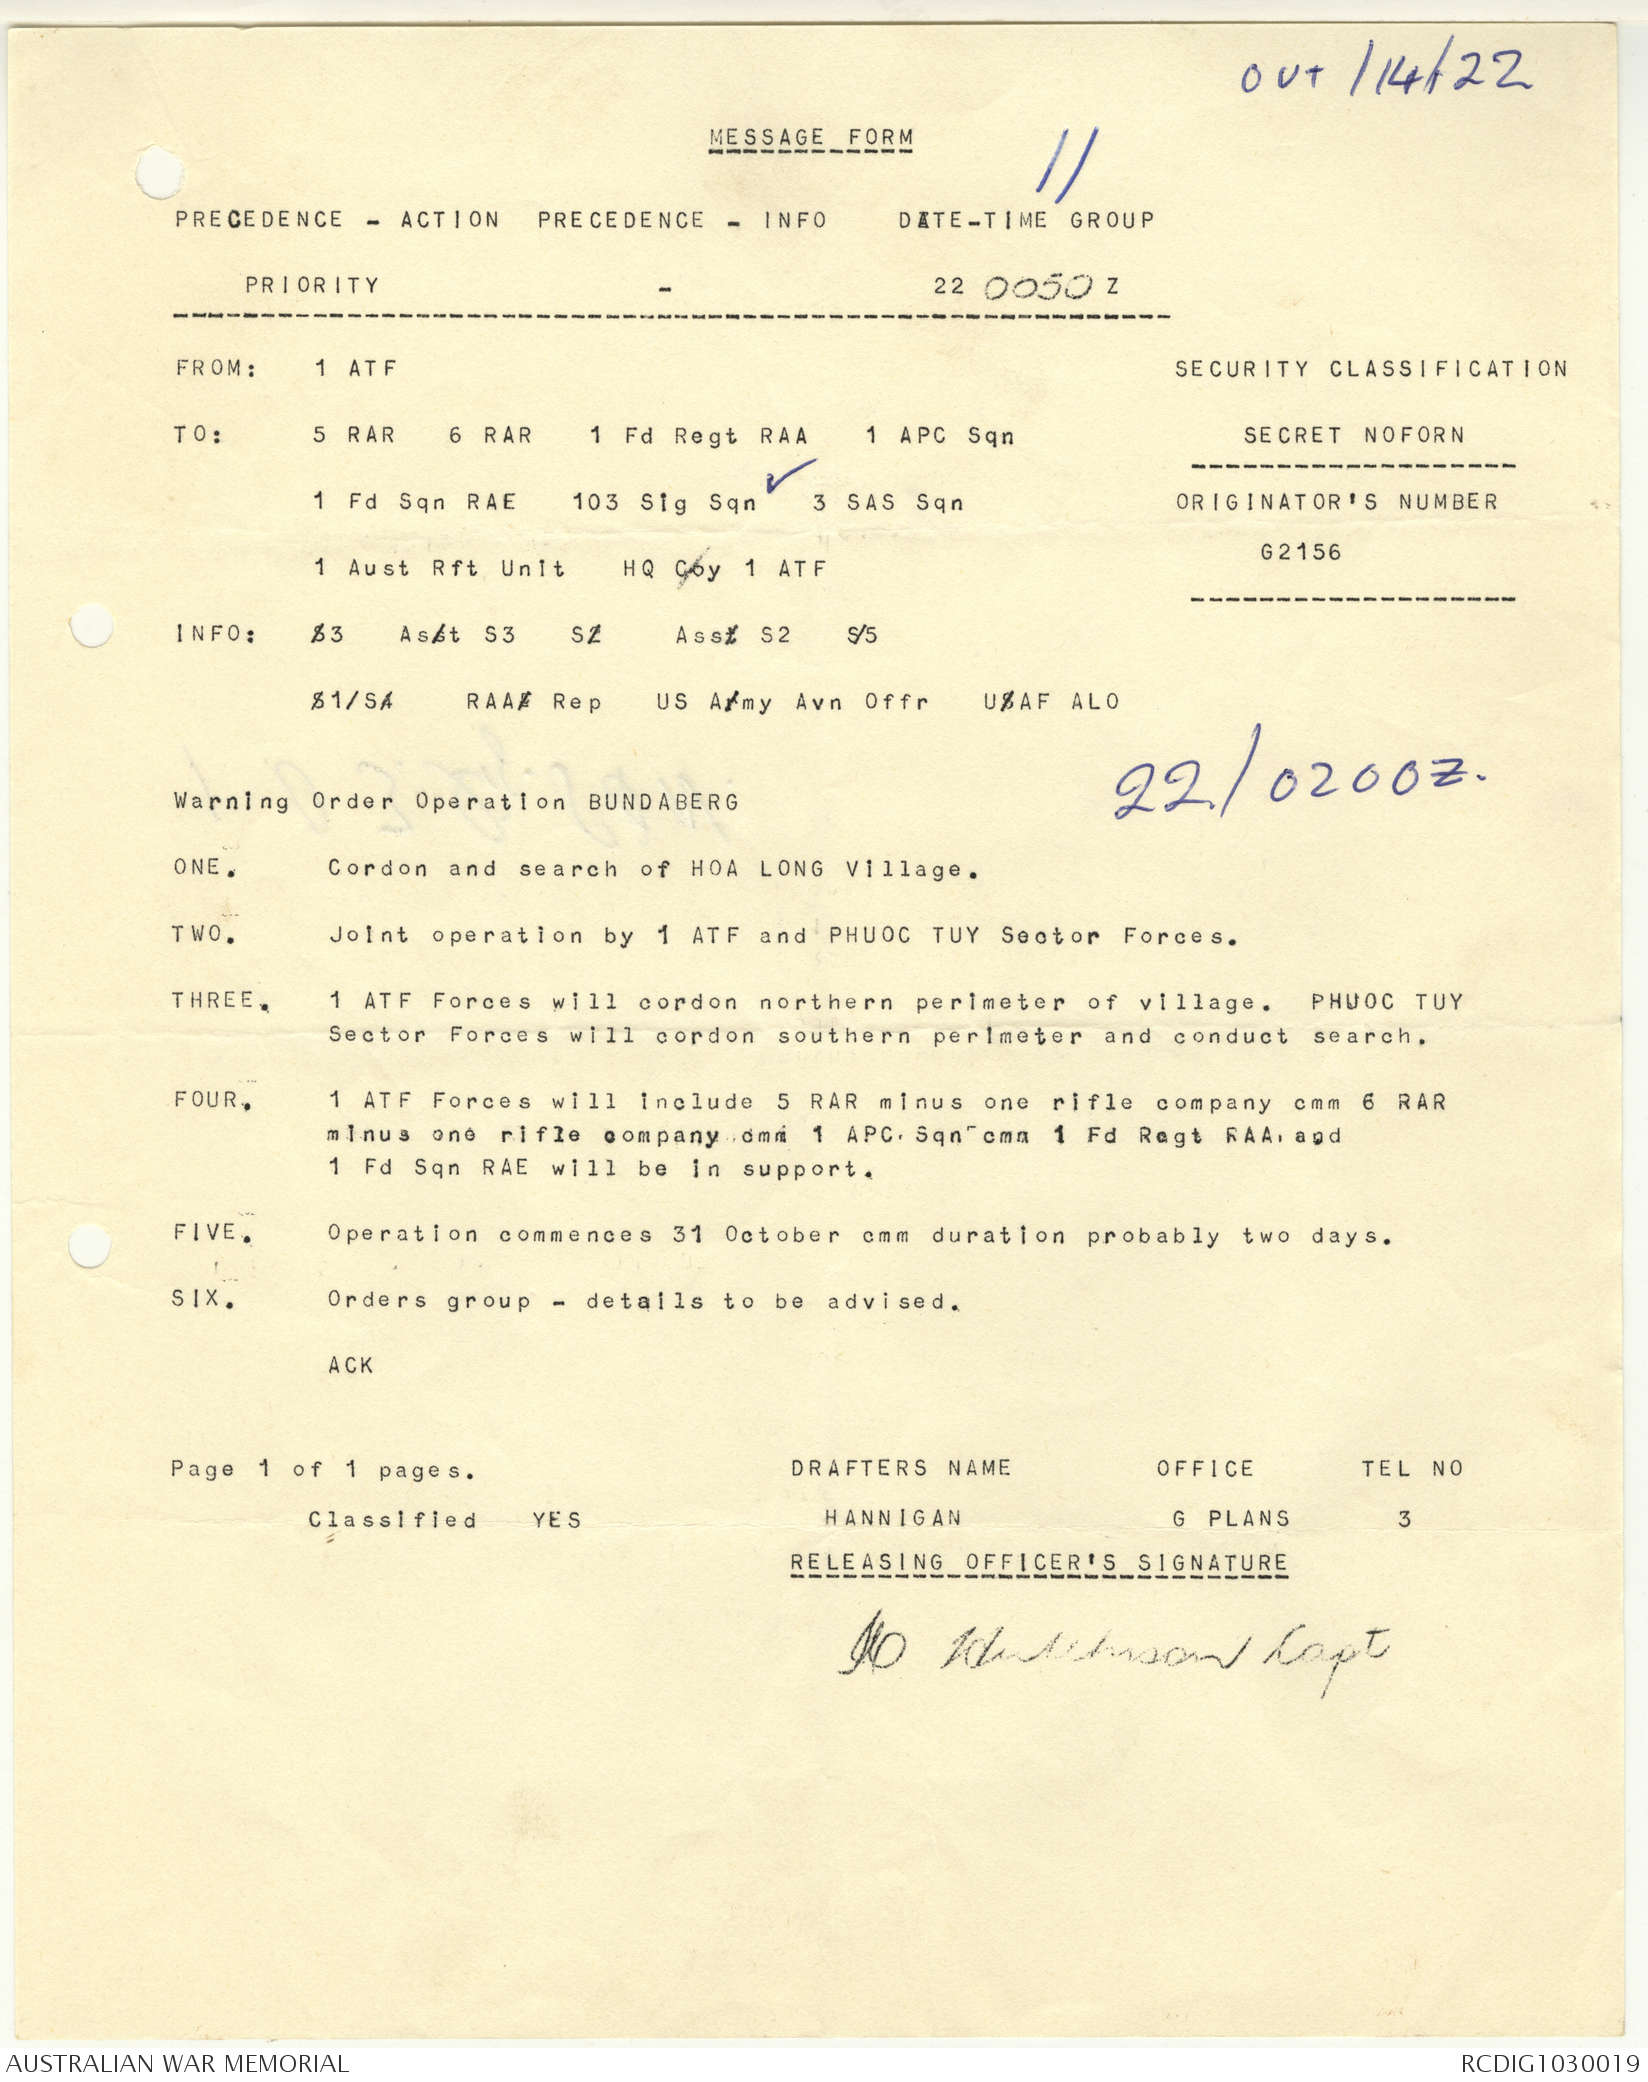 OUT /14/22
MESSAGE FORM
11
PRECEDENCE - ACTION PRECEDENCE - INFO DATE-TIME GROUP
PRIORITY - 22 0050 Z
FROM: 1 ATF SECURITY CLASSIFICATION
TO: 5 RAR 6 RAR 1 Fd Regt RAA 1 APC Sqn SECRET NOFORN
1 Fd Sqn RAE 103 Sig Sqn ✓ 3 SAS Sqn ORIGINATOR'S NUMBER
G2156
1 Aust Rft Unit HQ Coy 1 ATF
INFO: S3 Asst S3 S2 Asst S2 S5
S1/S4 RAAF Rep US Army Avn Offr USAF ALO
22/0200Z.
Warning Order Operation BUNDABERG
ONE. Cordon and search of HOA LONG Village.
TWO. Joint operation by 1 ATF and PHUOC TUY Sector Forces.
THREE. 1 ATF Forces will cordon northern perimeter of village. PHUOC TUY
Sector Forces will cordon southern perimeter and conduct search.
FOUR. 1 ATF Forces will include 5 RAR minus one rifle company cmm 6 RAR
minus one rifle company cmm 1 APC Sqn cmm 1 Fd Regt RAA and
1 Fd Sqn RAE will be in support.
FIVE. Operation commences 31 October cmm duration probably two days.
SIX. Orders group - details to be advised.
ACK
Page 1 of 1 pages. DRAFTERS NAME OFFICE TEL NO
Classified YES HANNIGAN G PLANS 3
RELEASING OFFICER'S SIGNATURE
Hutchinson Capt
AUSTRALIAN WAR MEMORIAL RCDIG1030019